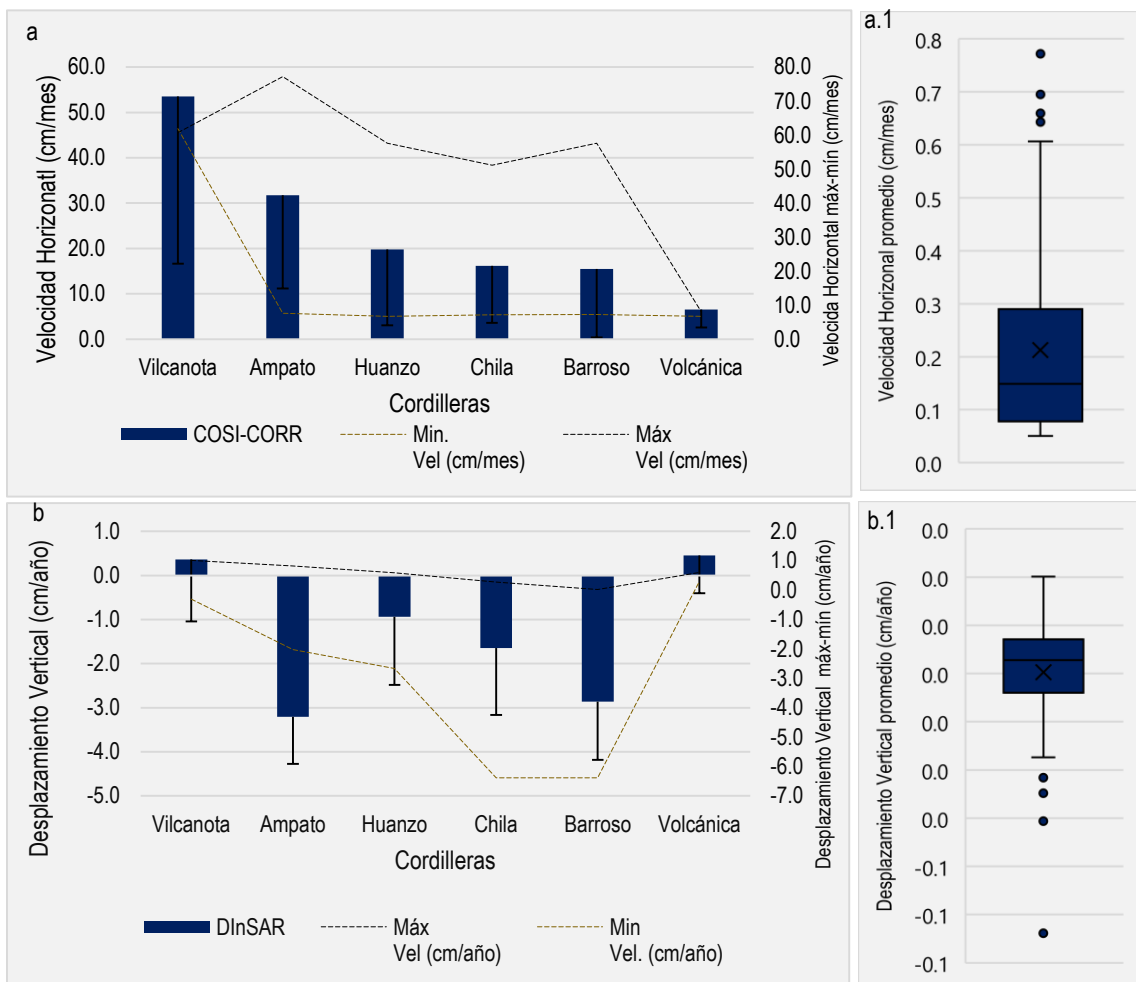 a
60.0
50.0
40.0
30.0
20.0
10.0
0.0
Velocidad Horizonatl (cm/mes)
80.0
70.0
60.0
50.0
40.0
30.0
20.0
10.0
0.0
Velocida Horizontal máx-mín (cm/mes)
Vilcanota Ampato Huanzo Chila Barroso Volcánica
Cordilleras
COSI-CORR
Min.
Vel (cm/mes)
Máx
Vel (cm/mes)
a.1
0.8
0.7
0.6
0.5
0.4
0.3
0.2
0.1
0.0
Velocidad Horizonal promedio (cm/mes)
b
1.0
0.0
-1.0
-2.0
-3.0
-4.0
-5.0
Desplazamiento Vertical (cm/año)
2.0
1.0
0.0
-1.0
-2.0
-3.0
-4.0
-5.0
-6.0
-7.0
Desplazamiento Vertical máx-mín (cm/año)
Vilcanota Ampato Huanzo Chila Barroso Volcánica
Cordilleras
DInSAR
Máx
Vel (cm/año)
Min
Vel. (cm/año)
b.1
0.0
0.0
0.0
0.0
0.0
0.0
0.0
-0.1
-0.1
-0.1
Desplazamiento Vertical promedio (cm/año)